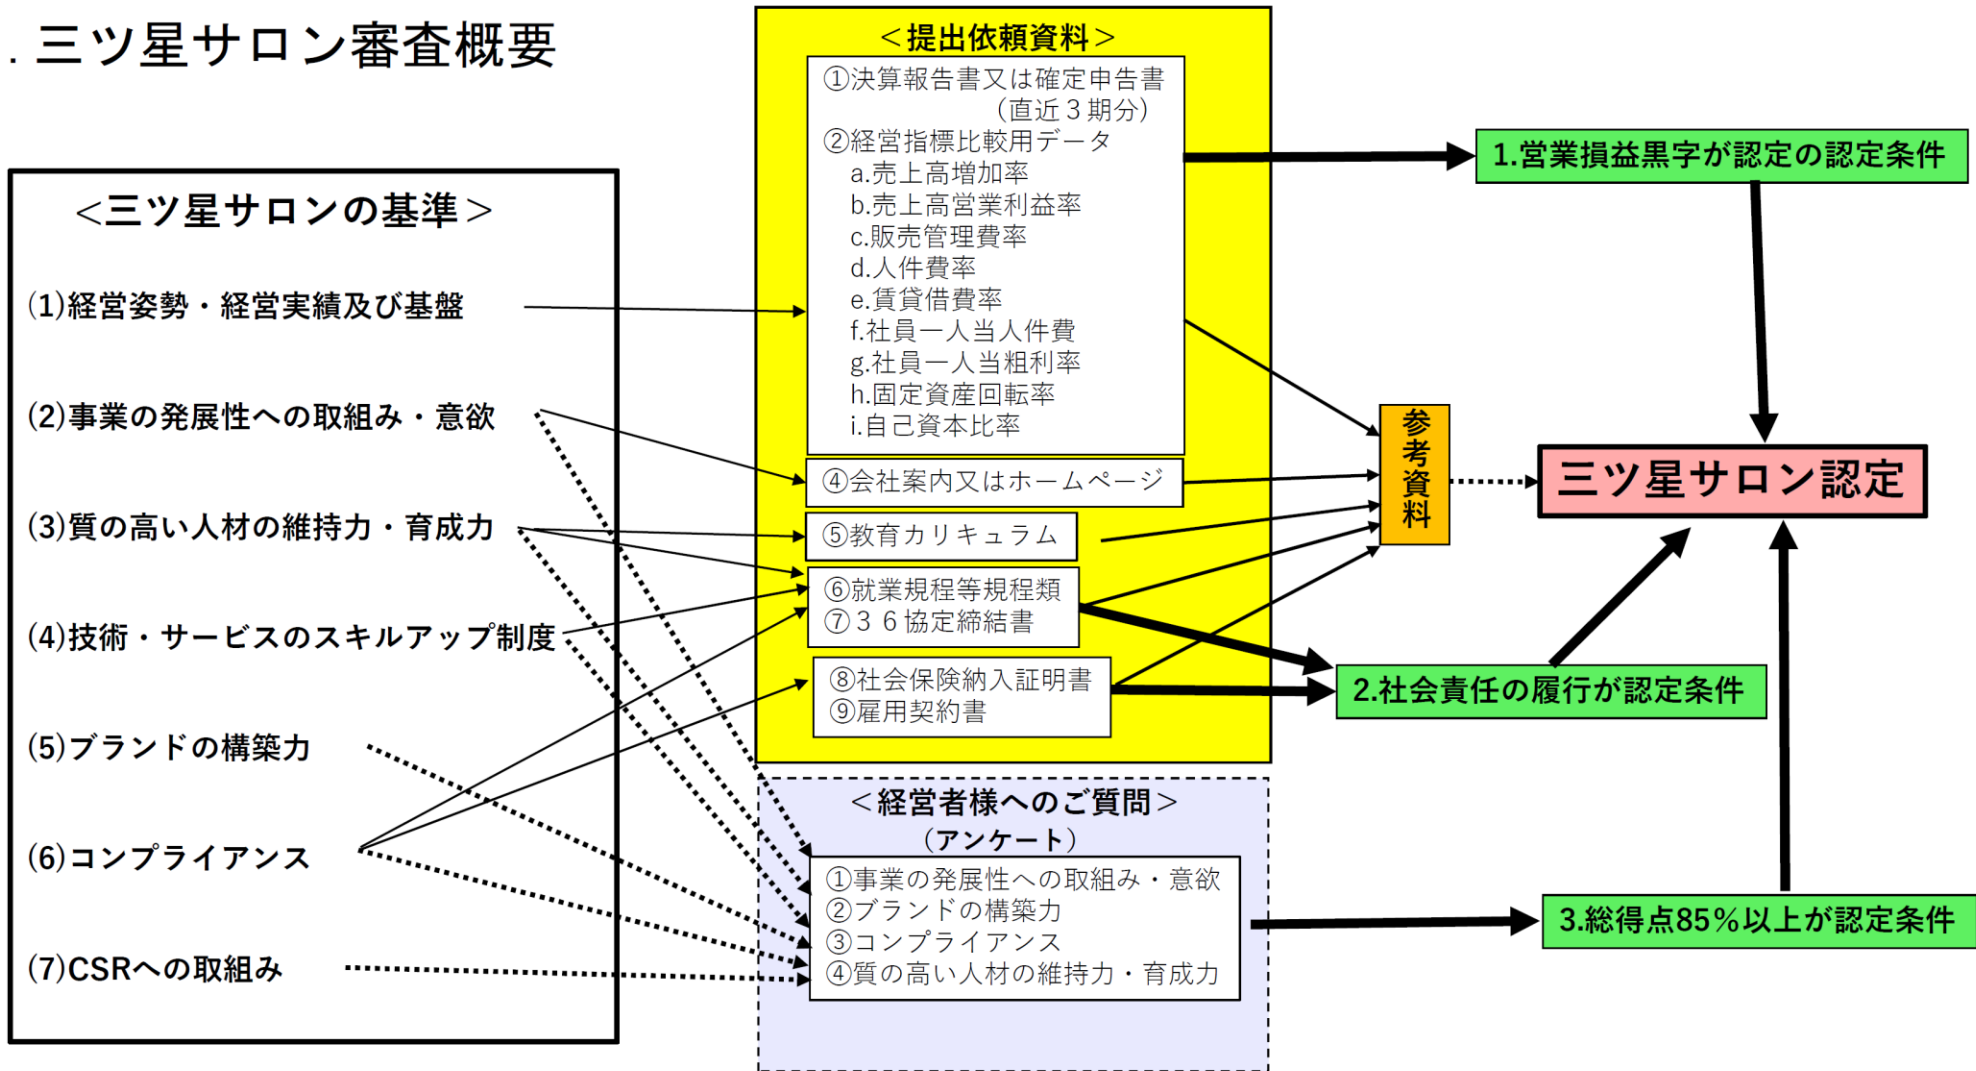 . 三ツ星サロン審査概要
＜三ツ星サロンの基準＞
(1)経営姿勢・経営実績及び基盤
(2)事業の発展性への取組み・意欲
(3)質の高い人材の維持力・育成力
(4)技術・サービスのスキルアップ制度
(5)ブランドの構築力
(6)コンプライアンス
(7)CSRへの取組み
＜提出依頼資料＞
①決算報告書又は確定申告書
（直近３期分）
②経営指標比較用データ
a.売上高増加率
b.売上高営業利益率
c.販売管理費率
d.人件費率
e.賃貸借費率
f.社員一人当人件費
g.社員一人当粗利率
h.固定資産回転率
i.自己資本比率
④会社案内又はホームページ
⑤教育カリキュラム
⑥就業規程等規程類
⑦３６協定締結書
⑧社会保険納入証明書
⑨雇用契約書
＜経営者様へのご質問＞
（アンケート）
①事業の発展性への取組み・意欲
②ブランドの構築力
③コンプライアンス
④質の高い人材の維持力・育成力
参考資料
1.営業損益黒字が認定の認定条件
三ツ星サロン認定
2.社会責任の履行が認定条件
3.総得点85％以上が認定条件